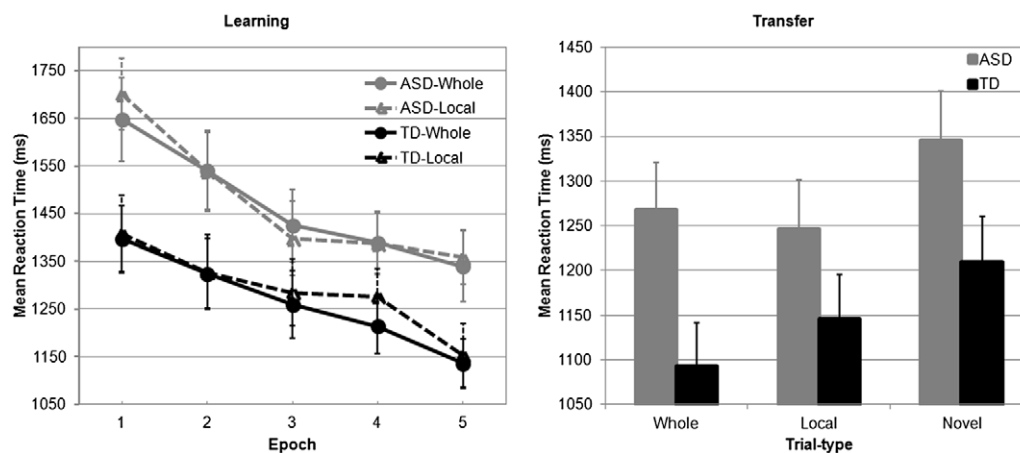 Learning
Mean Reaction Time (ms)
1750
1650
1550
1450
1350
1250
1150
1050
ASD-Whole
ASD-Local
TD-Whole
TD-Local
1 2 3 4 5
Epoch
Transfer
Mean Reaction Time (ms)
1450
1400
1350
1300
1250
1200
1150
1100
1050
ASD
TD
Whole Local Novel
Trial-type